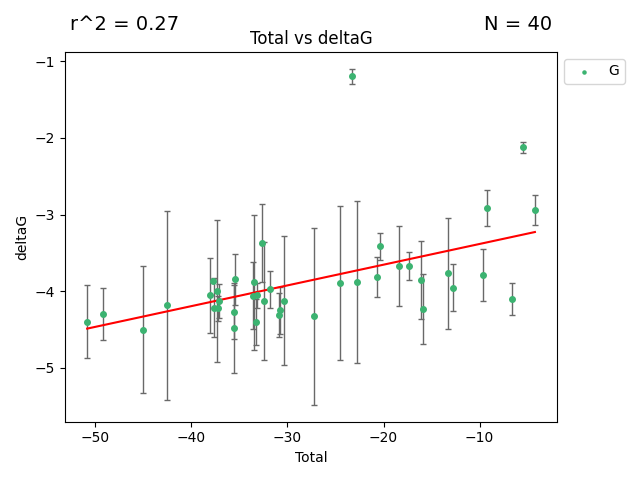 r^2 = 0.27
N = 40
Total vs deltaG
G
−1
−2
−3
−4
−5
deltaG
−50 −40 −30 −20 −10
Total